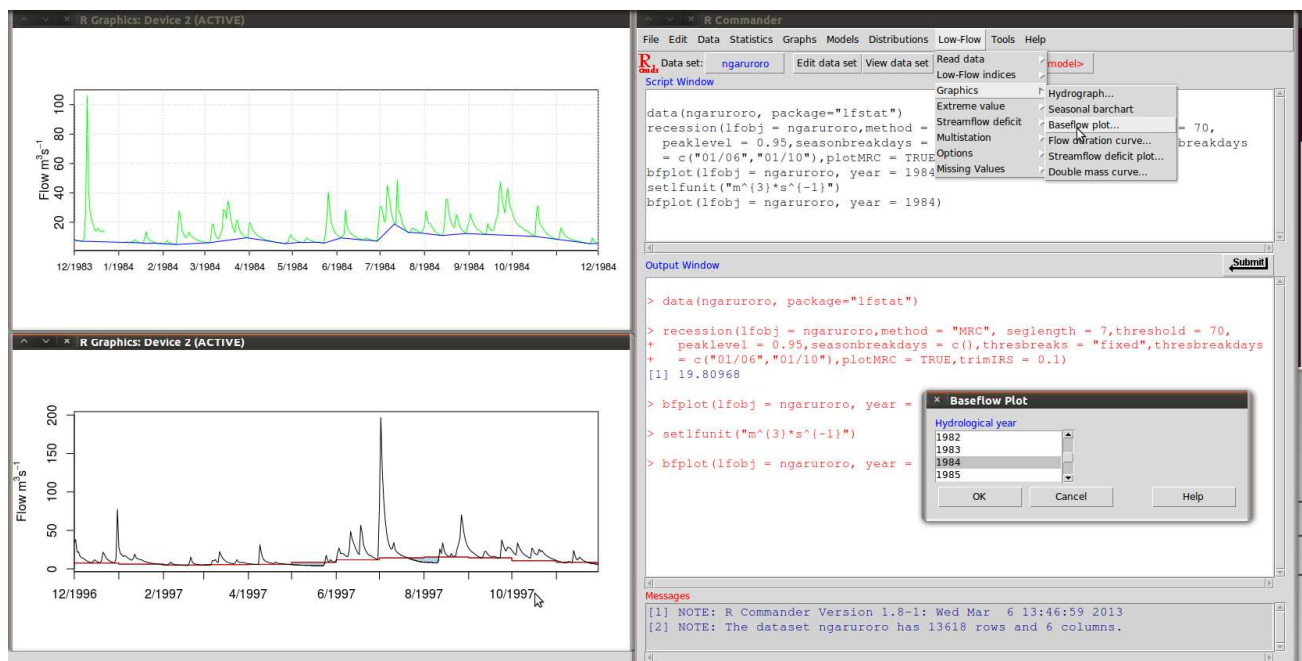 R Graphics: Device 2 (ACTIVE)
Flow m³s⁻¹
100
80
60
40
20
12/1983 1/1984 2/1984 3/1984 4/1984 5/1984 6/1984 7/1984 8/1984 9/1984 10/1984 12/1984
R Graphics: Device 2 (ACTIVE)
Flow m³s⁻¹
200
150
100
50
0
12/1996 2/1997 4/1997 6/1997 8/1997 10/1997
R Commander
File Edit Data Statistics Graphs Models Distributions Low-Flow Tools Help
R
Data set: ngaruroro Edit data set View data set model>
Read data
Low-Flow indices
Graphics
Extreme value
Streamflow deficit
Multistation
Options
Missing Values
Hydrograph...
Seasonal barchart
Baseflow plot...
Flow duration curve...
Streamflow deficit plot...
Double mass curve...
Script Window
data(ngaruroro, package="lfstat")
recession(lfobj = ngaruroro,method = = 70,
peaklevel = 0.95,seasonbreakdays = breakdays
= c("01/06","01/10"),plotMRC = TRUE
bfplot(lfobj = ngaruroro, year = 1984
setlfunit("m^{3}*s^{-1}")
bfplot(lfobj = ngaruroro, year = 1984)
Output Window
Submit
> data(ngaruroro, package="lfstat")
> recession(lfobj = ngaruroro,method = "MRC", seglength = 7,threshold = 70,
+ peaklevel = 0.95,seasonbreakdays = c(),thresbreaks = "fixed",thresbreakdays
+ = c("01/06","01/10"),plotMRC = TRUE,trimIRS = 0.1)
[1] 19.80968
> bfplot(lfobj = ngaruroro, year =
> setlfunit("m^{3}*s^{-1}")
> bfplot(lfobj = ngaruroro, year =
Baseflow Plot
Hydrological year
1982
1983
1984
1985
OK Cancel Help
Messages
[1] NOTE: R Commander Version 1.8-1: Wed Mar 6 13:46:59 2013
[2] NOTE: The dataset ngaruroro has 13618 rows and 6 columns.